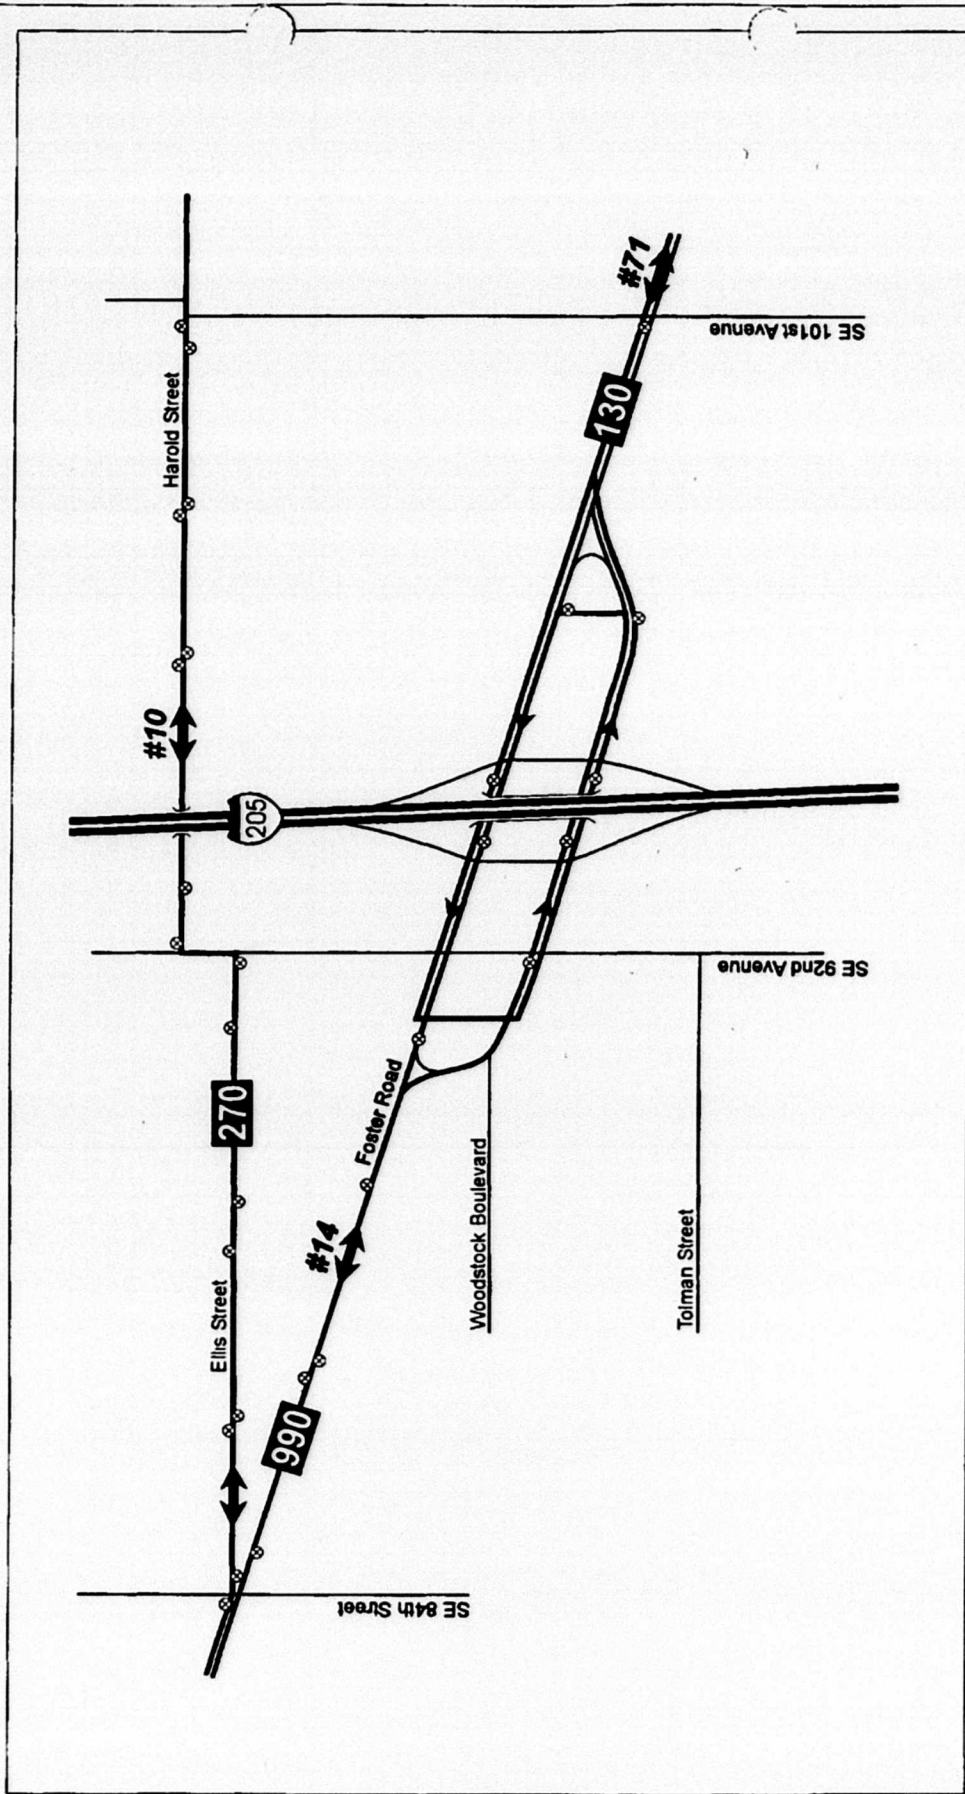 #71
SE 101st Avenue
130
Harold Street
#10
205
SE 92nd Avenue
270
Foster Road
Woodstock Boulevard
#14
Tolman Street
Ellis Street
990
SE 84th Street